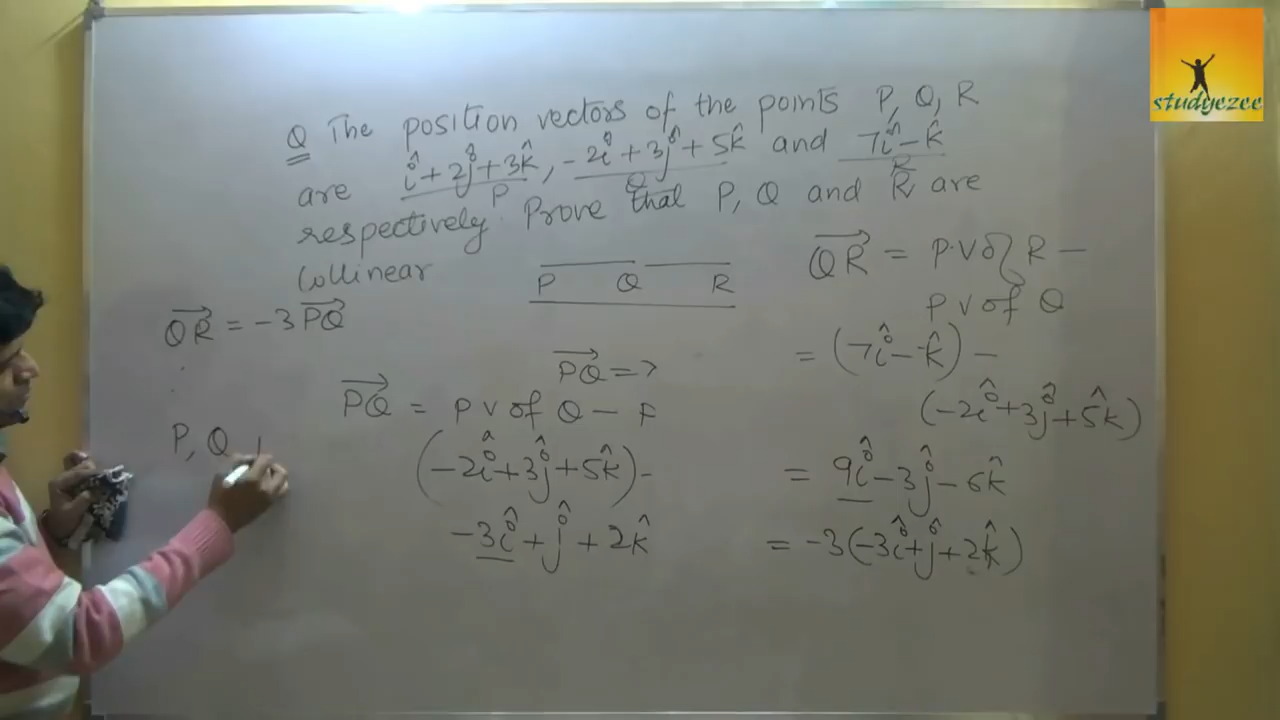 Q The position vectors of the points P, Q, R
are î + 2ĵ + 3k̂, -2î + 3ĵ + 5k̂ and 7î - k̂
P Q R
respectively. Prove that P, Q and R are
Collinear
P Q R
QR→ = -3 PQ→
P, Q
PQ→ =>
PQ→ = P V of Q -
(-2î + 3ĵ + 5k̂) -
-3î + ĵ + 2k̂
QR→ = P.V of R -
P V of Q
= (7î - k̂) -
(-2î + 3ĵ + 5k̂)
= 9î - 3ĵ - 6k̂
= -3(-3î + ĵ + 2k̂)
studyezee